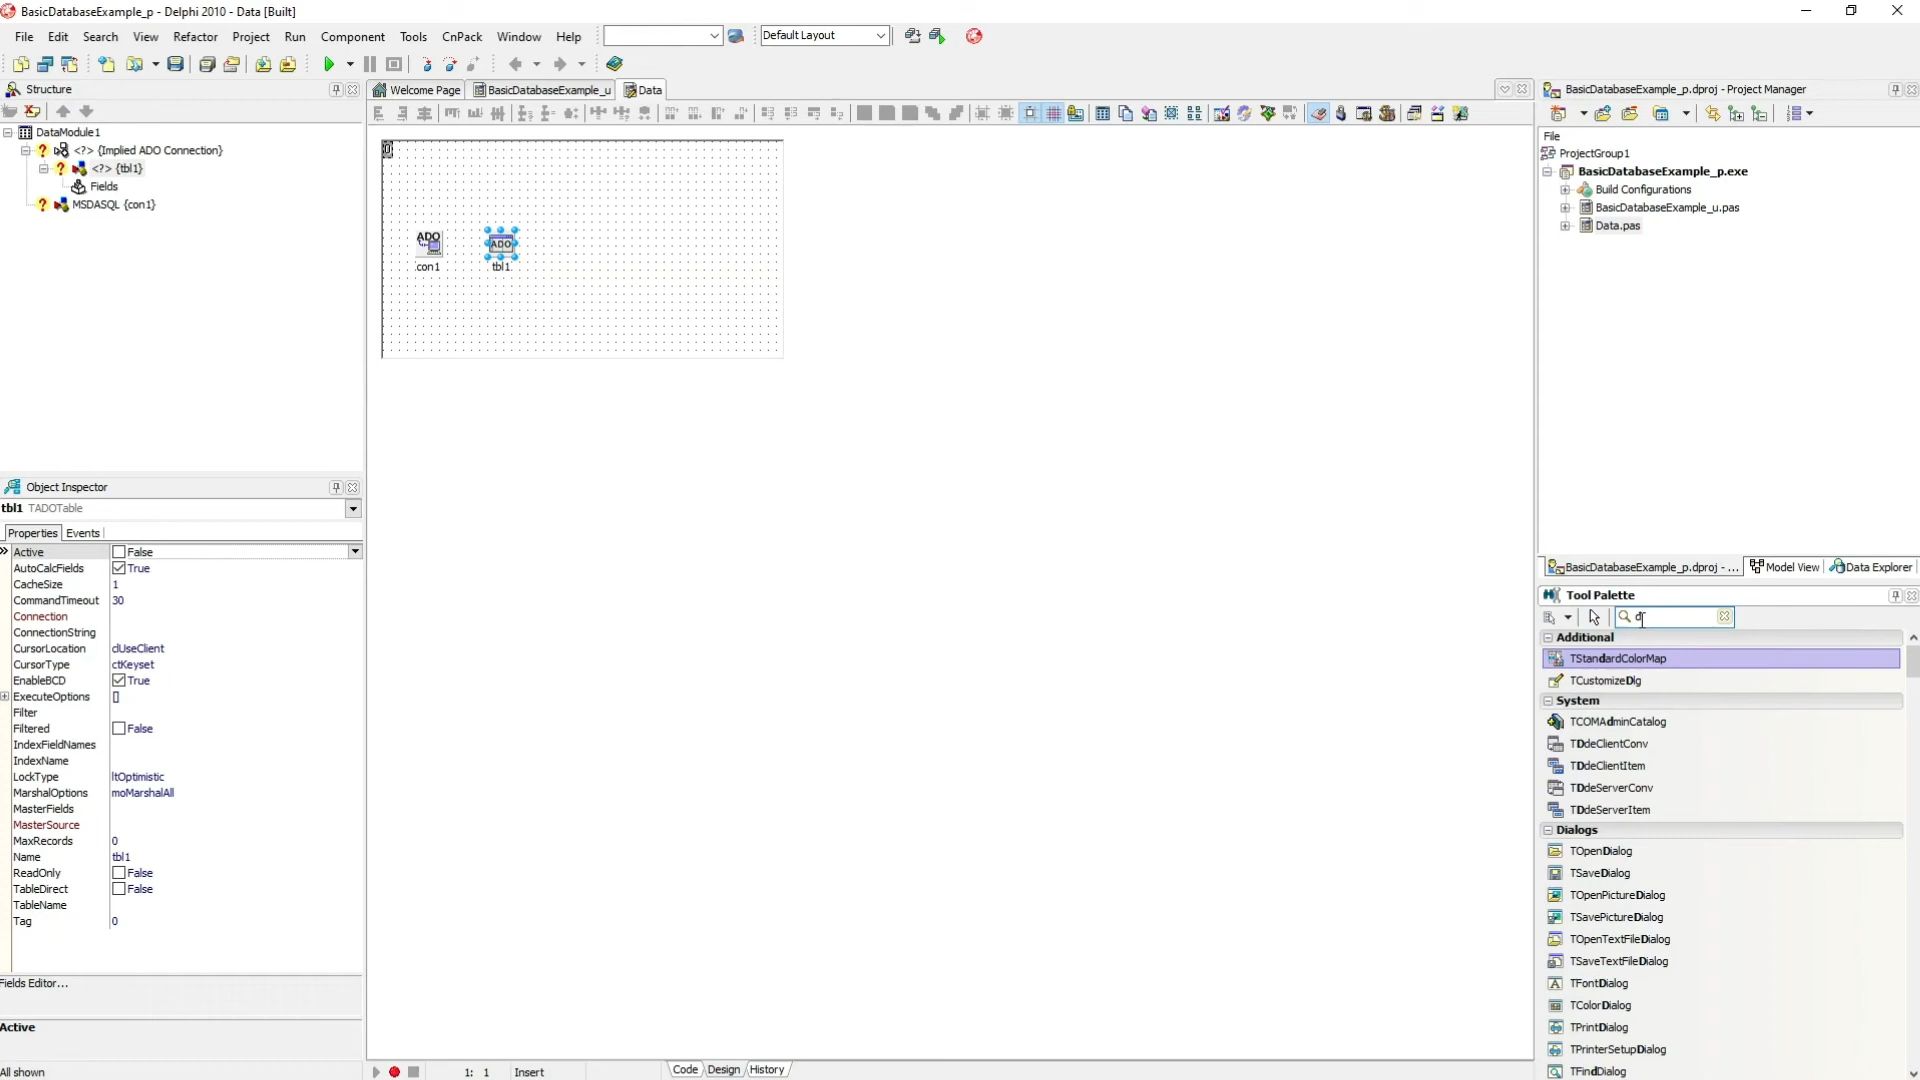 BasicDatabaseExample_p - Delphi 2010 - Data [Built]
File Edit Search View Refactor Project Run Component Tools CnPack Window Help Default Layout
Structure
DataModule1
<?> {Implied ADO Connection}
<?> {tbl1}
Fields
MSDASQL {con1}
Object Inspector
tbl1 TADOTable
Properties Events
Active False
AutoCalcFields True
CacheSize 1
CommandTimeout 30
Connection
ConnectionString
CursorLocation clUseClient
CursorType ctKeyset
EnableBCD True
ExecuteOptions []
Filter
Filtered False
IndexFieldNames
IndexName
LockType ltOptimistic
MarshalOptions moMarshalAll
MasterFields
MasterSource
MaxRecords 0
Name tbl1
ReadOnly False
TableDirect False
TableName
Tag 0
Fields Editor...
Active
All shown
Welcome Page BasicDatabaseExample_u Data
ADO
con1
ADO
tbl1
1: 1 Insert Code Design History
BasicDatabaseExample_p.dproj - Project Manager
File
ProjectGroup1
BasicDatabaseExample_p.exe
Build Configurations
BasicDatabaseExample_u.pas
Data.pas
BasicDatabaseExample_p.dproj - ... Model View Data Explorer
Tool Palette
d
Additional
TStandardColorMap
TCustomizeDlg
System
TCOMAdminCatalog
TDdeClientConv
TDdeClientItem
TDdeServerConv
TDdeServerItem
Dialogs
TOpenDialog
TSaveDialog
TOpenPictureDialog
TSavePictureDialog
TOpenTextFileDialog
TSaveTextFileDialog
TFontDialog
TColorDialog
TPrintDialog
TPrinterSetupDialog
TFindDialog